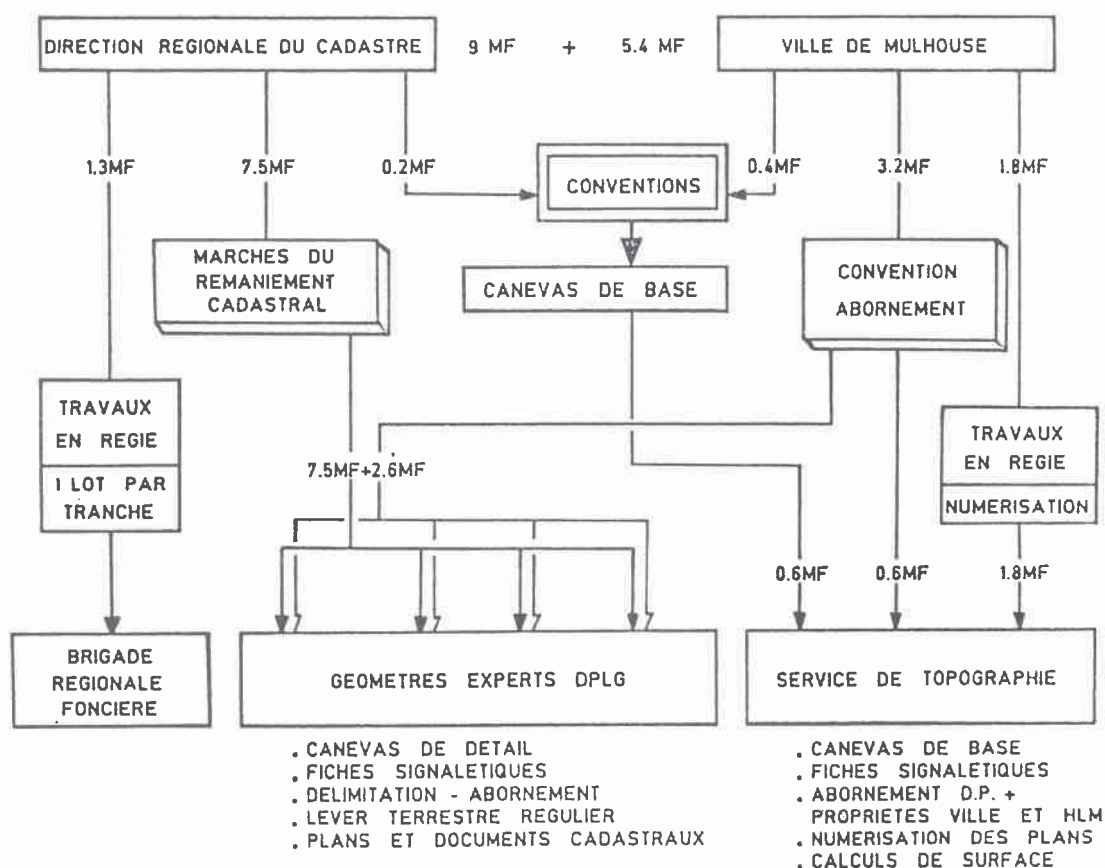 DIRECTION REGIONALE DU CADASTRE
9 MF + 5.4 MF
VILLE DE MULHOUSE
1.3MF
7.5MF
0.2MF
0.4MF
3.2MF
1.8MF
CONVENTIONS
MARCHES DU
REMANIEMENT
CADASTRAL
CANEVAS DE BASE
CONVENTION
ABORNEMENT
TRAVAUX
EN REGIE
1 LOT PAR
TRANCHE
7.5MF+2.6MF
TRAVAUX
EN REGIE
NUMERISATION
0.6MF
0.6MF
1.8MF
BRIGADE
REGIONALE
FONCIERE
GEOMETRES EXPERTS DPLG
SERVICE DE TOPOGRAPHIE
. CANEVAS DE DETAIL
. FICHES SIGNALETIQUES
. DELIMITATION - ABORNEMENT
. LEVER TERRESTRE REGULIER
. PLANS ET DOCUMENTS CADASTRAUX
. CANEVAS DE BASE
. FICHES SIGNALETIQUES
. ABORNEMENT D.P. +
PROPRIETES VILLE ET HLM
. NUMERISATION DES PLANS
. CALCULS DE SURFACE